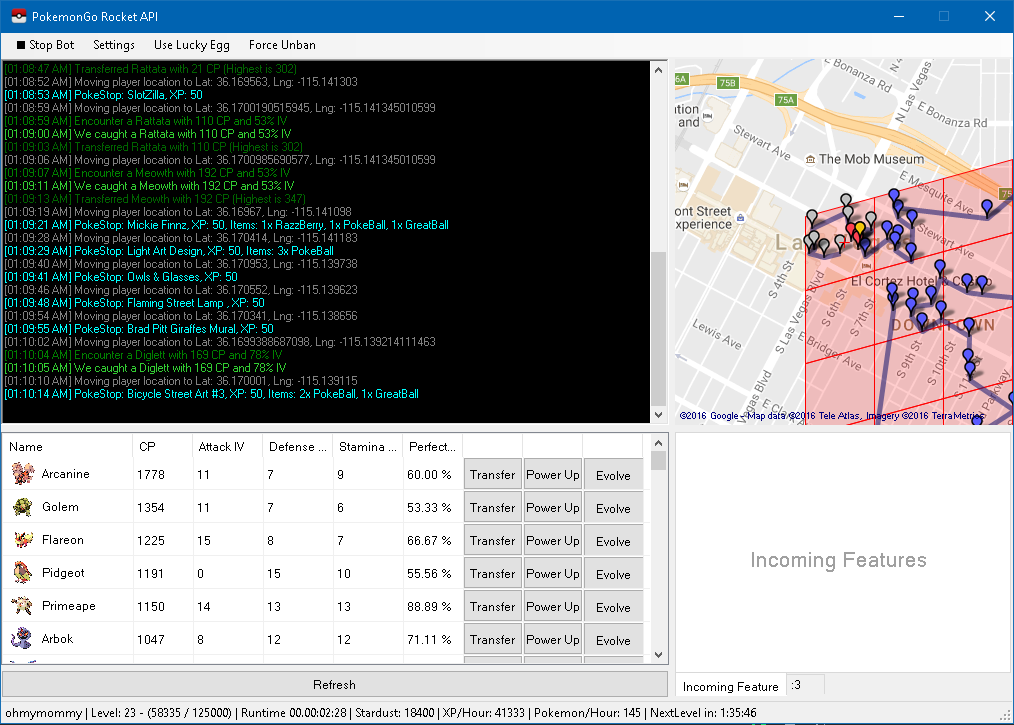 PokemonGo Rocket API
Stop Bot Settings Use Lucky Egg Force Unban
[01:08:47 AM] Transferred Rattata with 21 CP (Highest is 302)
[01:08:52 AM] Moving player location to Lat: 36.169563, Lng: -115.141303
[01:08:53 AM] PokeStop: SlotZilla, XP: 50
[01:08:59 AM] Moving player location to Lat: 36.17001905159​45, Lng: -115.141345010599
[01:08:59 AM] Encounter a Rattata with 110 CP and 53% IV
[01:09:00 AM] We caught a Rattata with 110 CP and 53% IV
[01:09:03 AM] Transferred Rattata with 110 CP (Highest is 302)
[01:09:06 AM] Moving player location to Lat: 36.1700985690577, Lng: -115.141345010599
[01:09:07 AM] Encounter a Meowth with 192 CP and 53% IV
[01:09:11 AM] We caught a Meowth with 192 CP and 53% IV
[01:09:13 AM] Transferred Meowth with 192 CP (Highest is 347)
[01:09:19 AM] Moving player location to Lat: 36.16967, Lng: -115.141098
[01:09:21 AM] PokeStop: Mickie Finnz, XP: 50, Items: 1x RazzBerry, 1x PokeBall, 1x GreatBall
[01:09:28 AM] Moving player location to Lat: 36.170414, Lng: -115.141183
[01:09:29 AM] PokeStop: Light Art Design, XP: 50, Items: 3x PokeBall
[01:09:40 AM] Moving player location to Lat: 36.170953, Lng: -115.139738
[01:09:41 AM] PokeStop: Owls & Glasses, XP: 50
[01:09:46 AM] Moving player location to Lat: 36.170552, Lng: -115.139623
[01:09:48 AM] PokeStop: Flaming Street Lamp , XP: 50
[01:09:54 AM] Moving player location to Lat: 36.170341, Lng: -115.138656
[01:09:55 AM] PokeStop: Brad Pitt Giraffes Mural, XP: 50
[01:10:02 AM] Moving player location to Lat: 36.1699388687098, Lng: -115.139214111463
[01:10:04 AM] Encounter a Diglett with 169 CP and 78% IV
[01:10:05 AM] We caught a Diglett with 169 CP and 78% IV
[01:10:10 AM] Moving player location to Lat: 36.170001, Lng: -115.139115
[01:10:14 AM] PokeStop: Bicycle Street Art #3, XP: 50, Items: 2x PokeBall, 1x GreatBall
6A
75B
75A
75
E Bonanza Rd
N Las Vegas
E Bonanza Rd
Stewart Ave
tion
and
The Mob Museum
E Mesquite Ave
ont Street
xperience
Stewart Ave
S 4th St
El Cortez Hotel &
DOWNTOWN
Lewis Ave
S Las Vegas Blvd
S 6th St
S 7th St
E Bridger Ave
S 9th St
S 10th St
©2016 Google - Map data ©2016 Tele Atlas, Imagery ©2016 TerraMetrics
Name CP Attack IV Defense ... Stamina ... Perfect...
Arcanine 1778 11 7 9 60.00 % Transfer Power Up Evolve
Golem 1354 11 7 6 53.33 % Transfer Power Up Evolve
Flareon 1225 15 8 7 66.67 % Transfer Power Up Evolve
Pidgeot 1191 0 15 10 55.56 % Transfer Power Up Evolve
Primeape 1150 14 13 13 88.89 % Transfer Power Up Evolve
Arbok 1047 8 12 12 71.11 % Transfer Power Up Evolve
Incoming Features
Refresh
Incoming Feature :3
ohmymommy | Level: 23 - (58335 / 125000) | Runtime 00.00:02:28 | Stardust: 18400 | XP/Hour: 41333 | Pokemon/Hour: 145 | NextLevel in: 1:35:46